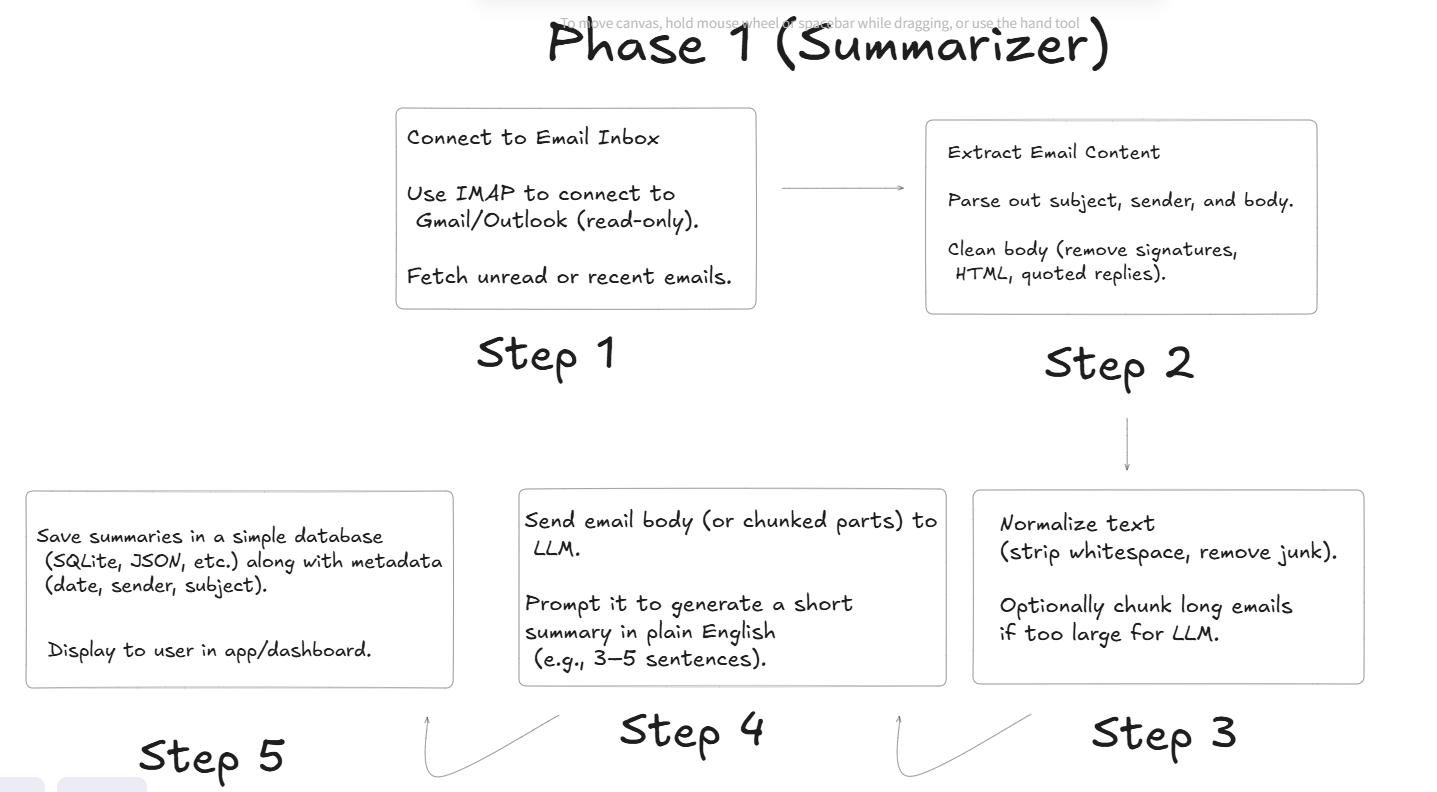 To move canvas, hold mouse wheel or spacebar while dragging, or use the hand tool
Phase 1 (Summarizer)
Connect to Email Inbox
Use IMAP to connect to
Gmail/Outlook (read-only).
Fetch unread or recent emails.
Step 1
Extract Email Content
Parse out subject, sender, and body.
Clean body (remove signatures,
HTML, quoted replies).
Step 2
Normalize text
(strip whitespace, remove junk).
Optionally chunk long emails
if too large for LLM.
Step 3
Send email body (or chunked parts) to
LLM.
Prompt it to generate a short
summary in plain English
(e.g., 3–5 sentences).
Step 4
Save summaries in a simple database
(SQLite, JSON, etc.) along with metadata
(date, sender, subject).
Display to user in app/dashboard.
Step 5